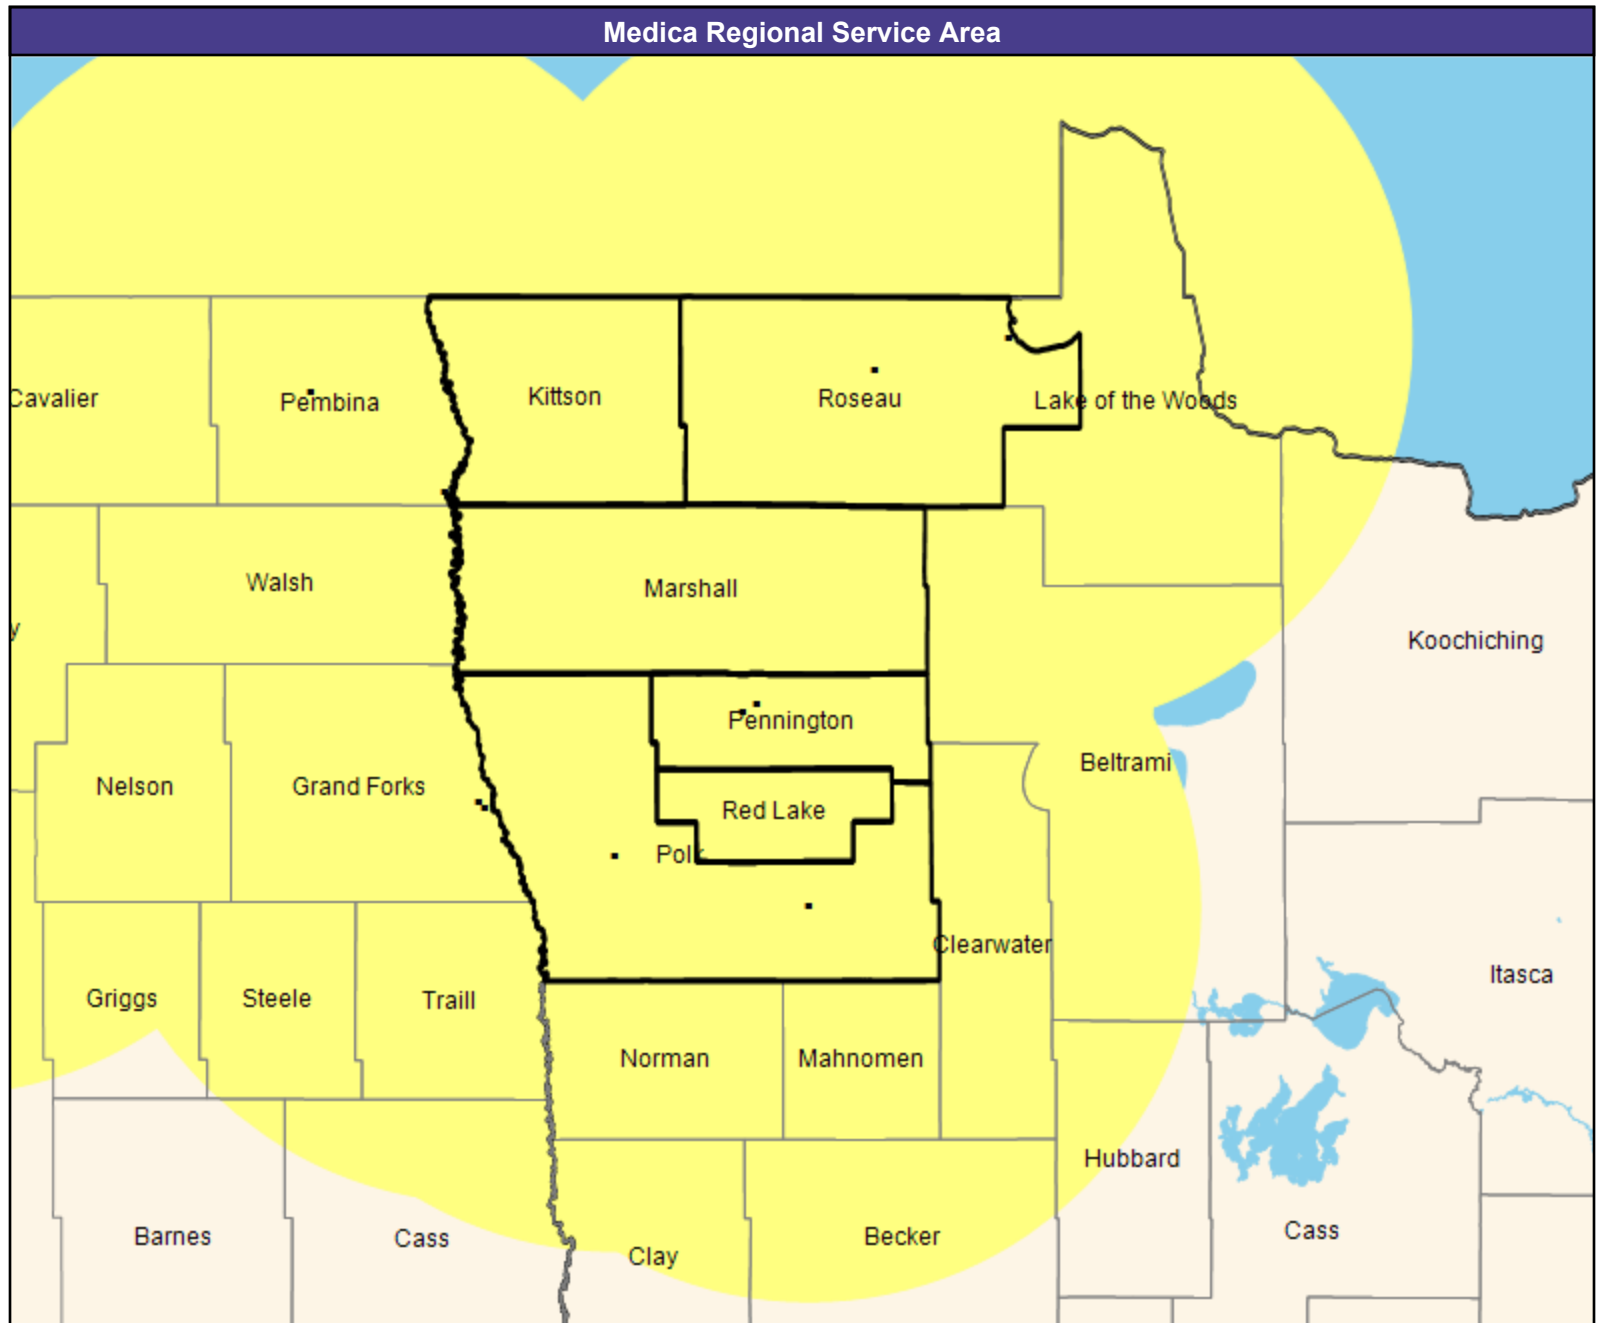 Medica Regional Service Area
Cavalier
Pembina
Kittson
Roseau
Lake of the Woods
Walsh
Marshall
y
Koochiching
Nelson
Grand Forks
Pennington
Beltrami
Red Lake
Polk
Clearwater
Itasca
Griggs
Steele
Traill
Norman
Mahnomen
Hubbard
Barnes
Cass
Clay
Becker
Cass